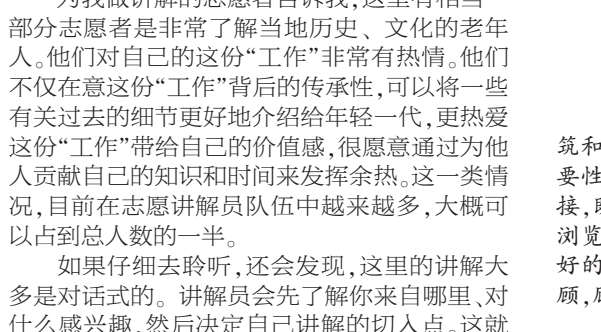 为我做讲解的志愿者告诉我,这里有相当一
部分志愿者是非常了解当地历史、文化的老年
人。他们对自己的这份“工作”非常有热情。他们
不仅在意这份“工作”背后的传承性,可以将一些
有关过去的细节更好地介绍给年轻一代,更热爱
这份“工作”带给自己的价值感,很愿意通过为他
人贡献自己的知识和时间来发挥余热。这一类情
况,目前在志愿讲解员队伍中越来越多,大概可
以占到总人数的一半。
如果仔细去聆听,还会发现,这里的讲解大
多是对话式的。讲解员会先了解你来自哪里、对
什么感兴趣,然后决定自己讲解的切入点。这就
筑和
要性
接,
浏览
好的
顾,